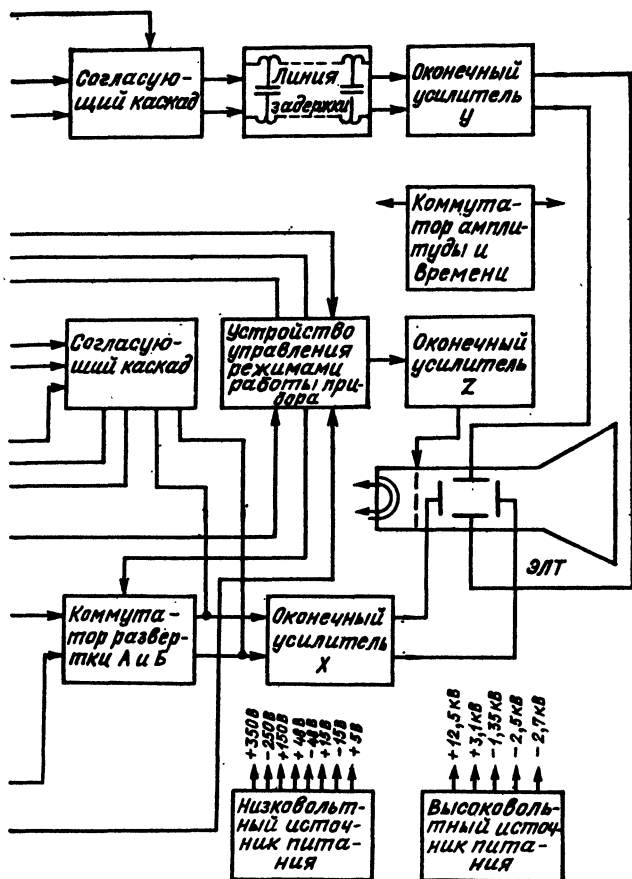 Согласую-
щий каскад
Линия
задержки
Оконечный
усилитель
У
Коммута-
тор ампли-
туды и
времени
Согласую-
щий каскад
Устройство
управления
режимами
работы при-
бора
Оконечный
усилитель
Z
ЭЛТ
Коммута-
тор развёр-
тки А и Б
Оконечный
усилитель
X
+350В
-250В
+150В
+48В
-48В
+15В
-15В
+5В
+12,5кВ
+3,1кВ
-1,35кВ
-2,5кВ
-2,7кВ
Низковольт-
ный источ-
ник пита-
ния
Высоковоль-
тный источ-
ник пита-
ния